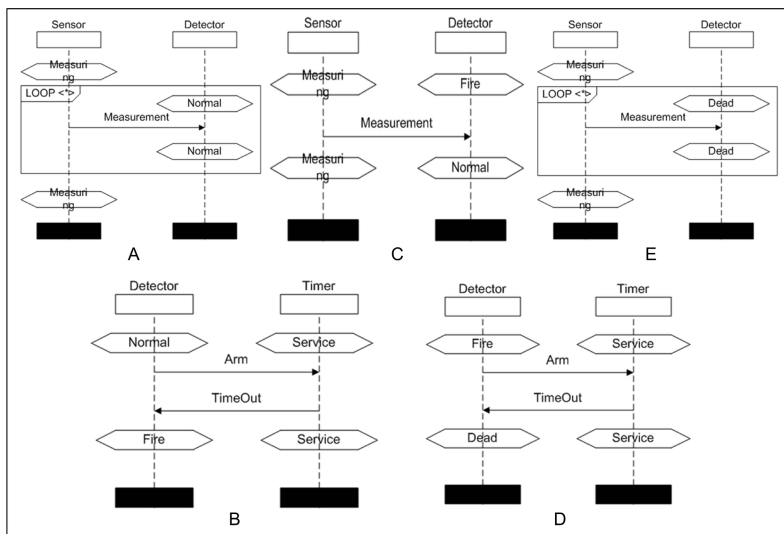 Sensor
Detector
Measuri
ng
LOOP <*>
Normal
Measurement
Normal
Measuri
ng
A
Sensor
Detector
Measuri
ng
Fire
Measurement
Measuri
ng
Normal
C
Sensor
Detector
Measuri
ng
LOOP <*>
Dead
Measurement
Dead
Measuri
ng
E
Detector
Timer
Normal
Service
Arm
TimeOut
Fire
Service
B
Detector
Timer
Fire
Service
Arm
TimeOut
Dead
Service
D